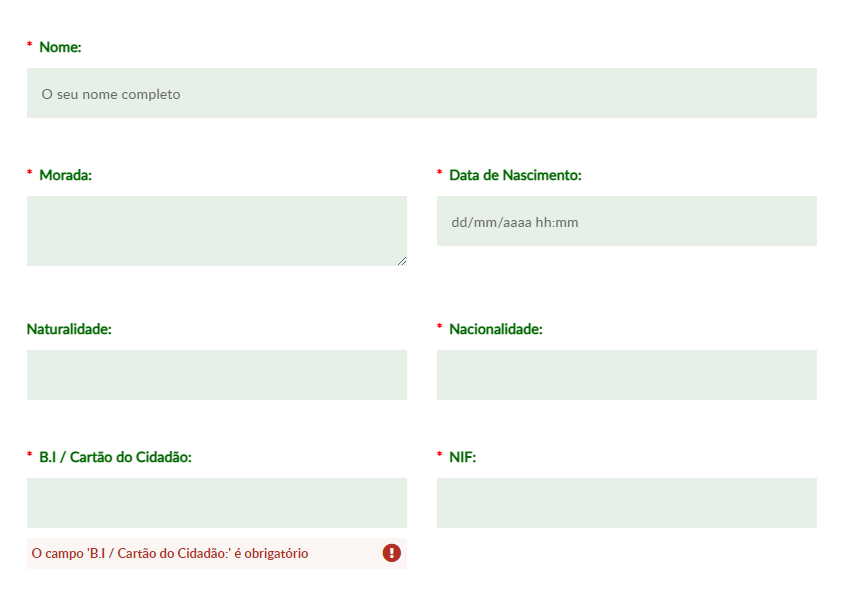 * Nome:
O seu nome completo
* Morada:
* Data de Nascimento:
dd/mm/aaaa hh:mm
Naturalidade:
* Nacionalidade:
* B.I / Cartão do Cidadão:
* NIF:
O campo 'B.I / Cartão do Cidadão:' é obrigatório